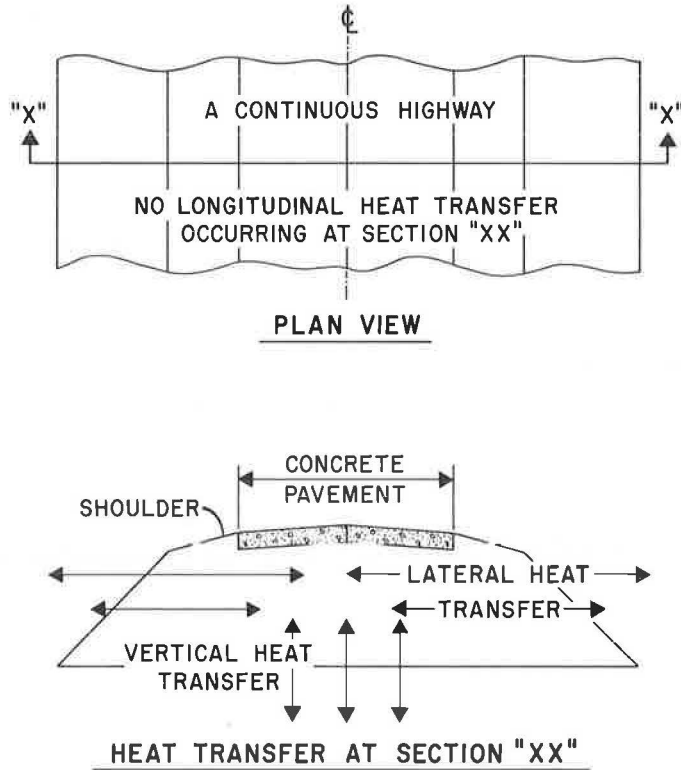 ℄
"X"
"X"
A CONTINUOUS HIGHWAY
NO LONGITUDINAL HEAT TRANSFER
OCCURRING AT SECTION "XX"
PLAN VIEW
CONCRETE
PAVEMENT
SHOULDER
LATERAL HEAT
TRANSFER
VERTICAL HEAT
TRANSFER
HEAT TRANSFER AT SECTION "XX"